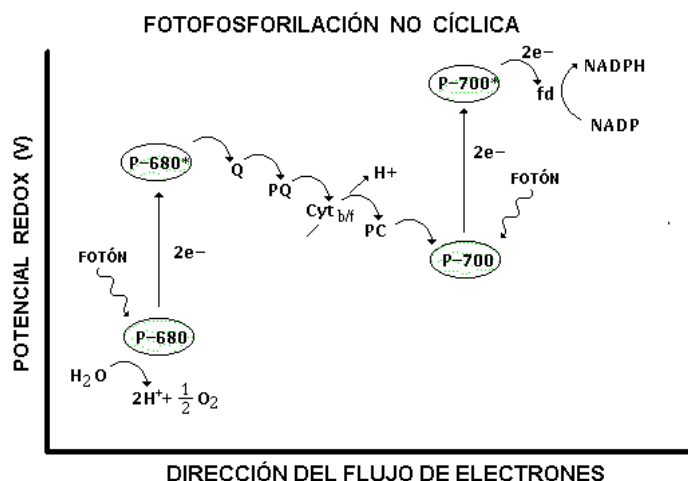 FOTOFOSFORILACIÓN NO CÍCLICA
POTENCIAL REDOX (V)
2e-
P-700*
fd
NADPH
NADP
P-680*
Q
PQ
Cyt b/f
H+
PC
2e-
FOTÓN
P-700
2e-
FOTÓN
P-680
H2O
2H+ + 1/2 O2
DIRECCIÓN DEL FLUJO DE ELECTRONES